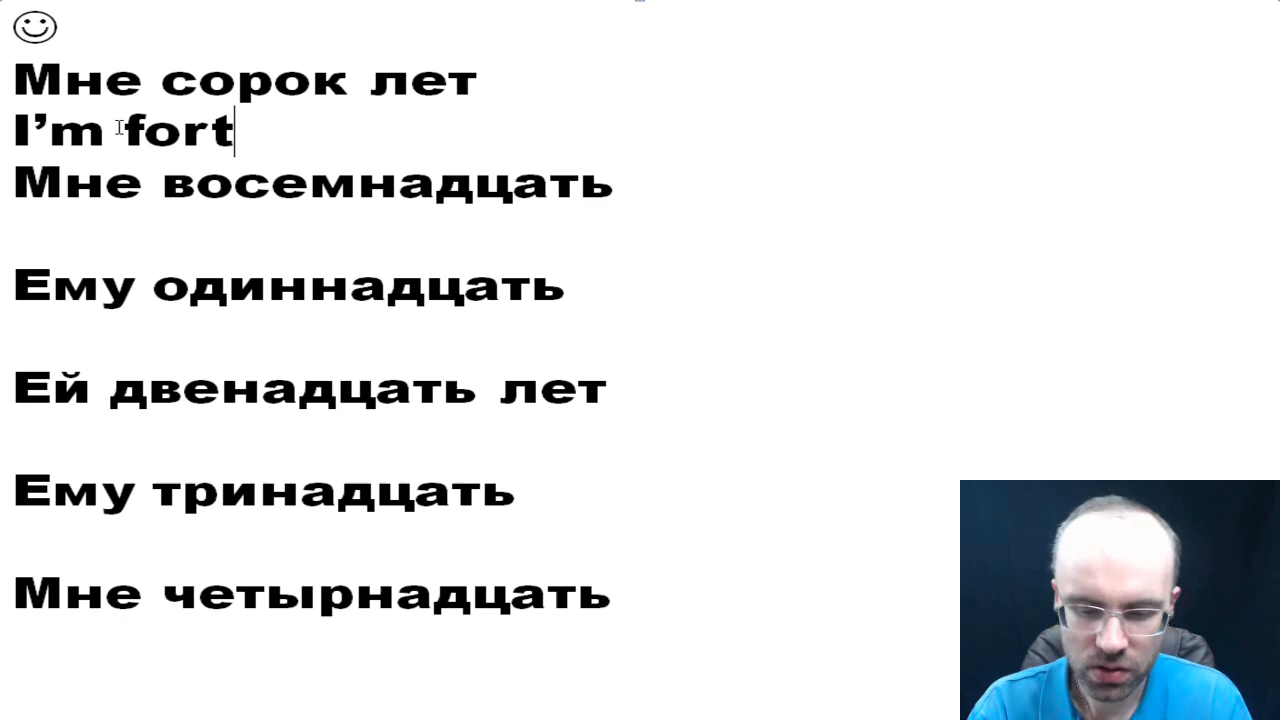 Мне сорок лет
I’m fort
Мне восемнадцать
Ему одиннадцать
Ей двенадцать лет
Ему тринадцать
Мне четырнадцать